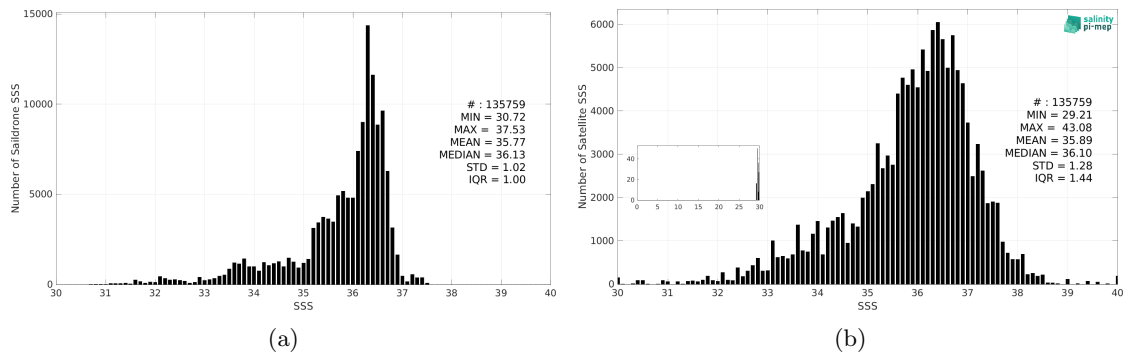 15000
10000
5000
0
Number of Saildrone SSS
# : 135759
MIN = 30.72
MAX = 37.53
MEAN = 35.77
MEDIAN = 36.13
STD = 1.02
IQR = 1.00
30 31 32 33 34 35 36 37 38 39 40
SSS
(a)
6000
5000
4000
3000
2000
1000
0
Number of Satellite SSS
salinity
pi-mep
# : 135759
MIN = 29.21
MAX = 43.08
MEAN = 35.89
MEDIAN = 36.10
STD = 1.28
IQR = 1.44
40
20
0
0 5 10 15 20 25 30
30 31 32 33 34 35 36 37 38 39 40
SSS
(b)